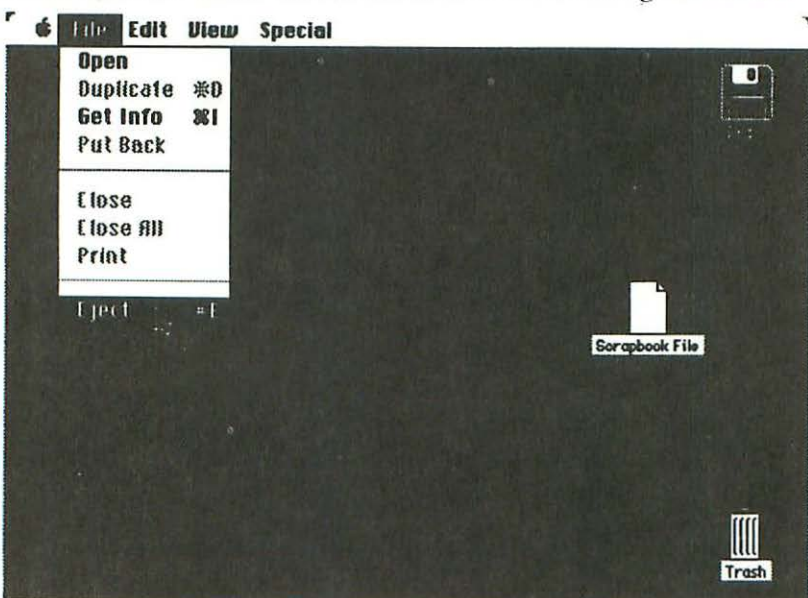 File Edit View Special
Open
Duplicate ⌘D
Get Info ⌘I
Put Back
Close
Close All
Print
Eject ⌘E
Scrapbook File
Trash